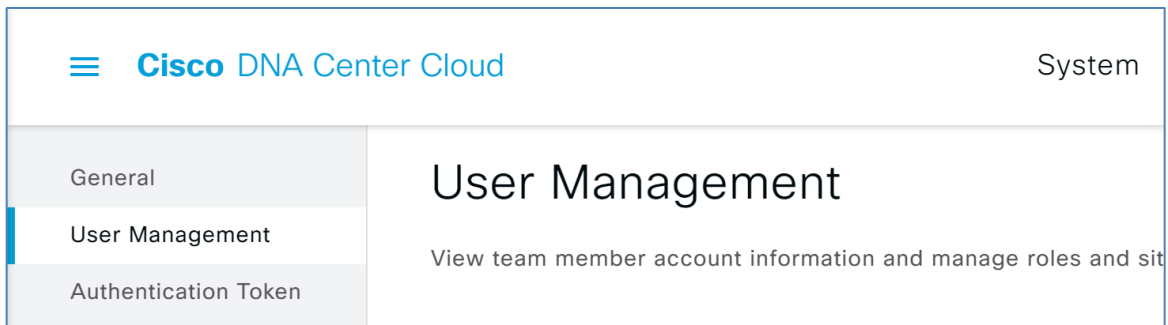 Cisco DNA Center Cloud
System
General
User Management
Authentication Token
User Management
View team member account information and manage roles and sit